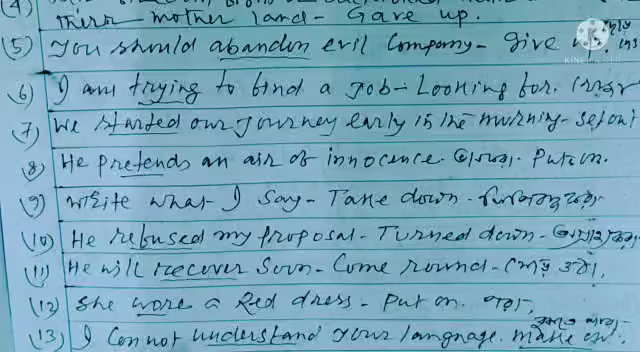 (4)
their mother land - Gave up.
(5) You should abandon evil Company - Give
(6) I am trying to find a Job - Looking for.
(7) We started our Journey early in the morning - set out
(8) He pretends an air of innocence. Put on.
(9) write what I Say - Take down -
(10) He refused my proposal - Turned down -
(11) He will recover Soon - Come round -
(12) She wore a Red dress - Put on. পরা,
(13) I Connot understand your language. make out.